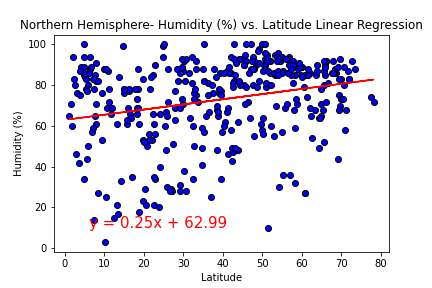 Northern Hemisphere- Humidity (%) vs. Latitude Linear Regression
100
80
60
40
20
0
Humidity (%)
y = 0.25x + 62.99
0 10 20 30 40 50 60 70 80
Latitude